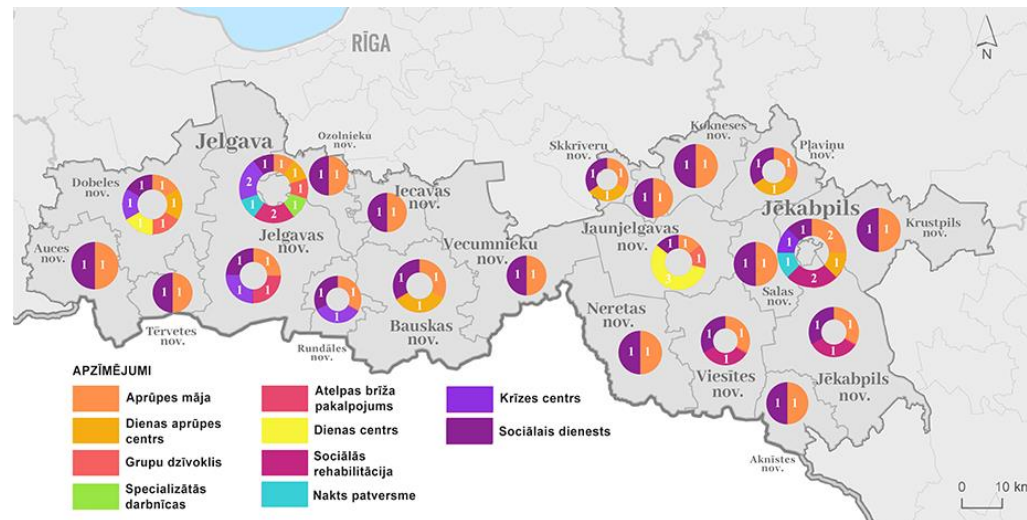 RĪGA
N
Jelgava
Ozolnieku
nov.
Dobeles
nov.
Iecavas
nov.
Auces
nov.
Jelgavas
nov.
Vecumnieku
nov.
Tērvetes
nov.
Rundāles
nov.
Bauskas
nov.
Skkrīveru
nov.
Kokneses
nov.
Pļaviņu
nov.
Jaunjelgavas
nov.
Jēkabpils
Krustpils
nov.
Salas
nov.
Neretas
nov.
Viesītes
nov.
Jēkabpils
nov.
Aknīstes
nov.
APZĪMĒJUMI
Aprūpes māja
Dienas aprūpes
centrs
Grupu dzīvoklis
Specializētās
darbnīcas
Atelpas brīža
pakalpojums
Dienas centrs
Sociālās
rehabilitācija
Nakts patversme
Krīzes centrs
Sociālais dienests
0 10 km